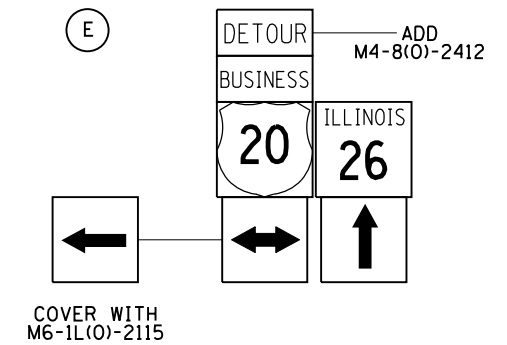 E
DETOUR
ADD
M4-8(O)-2412
BUSINESS
ILLINOIS
20
26
COVER WITH
M6-1L(O)-2115